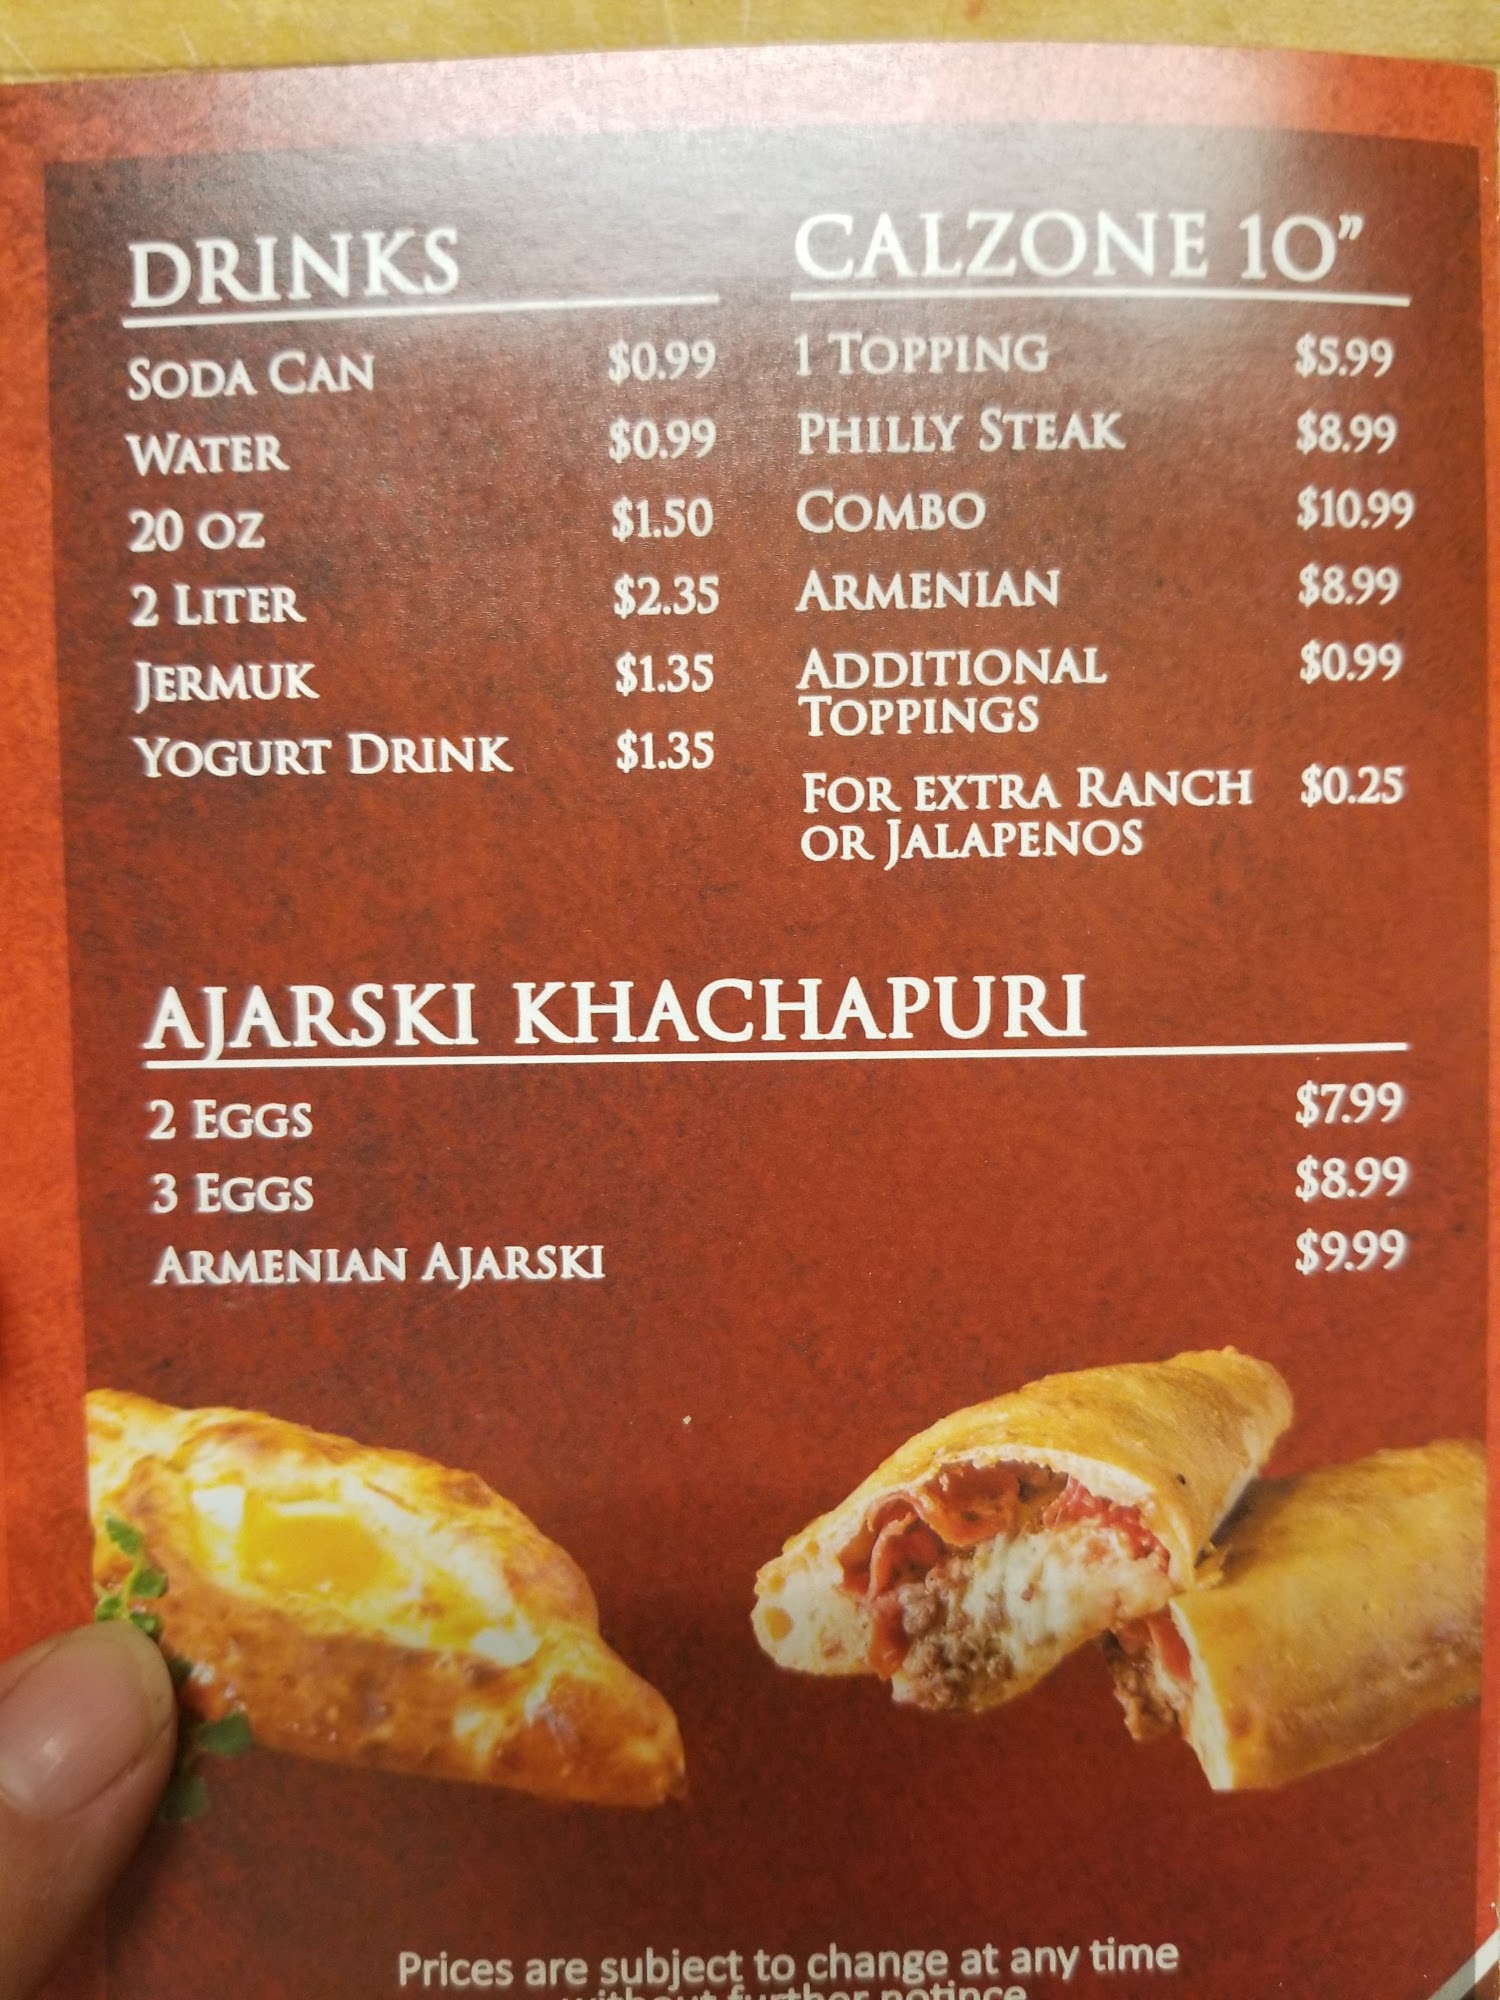 DRINKS
SODA CAN $0.99
WATER $0.99
20 OZ $1.50
2 LITER $2.35
JERMUK $1.35
YOGURT DRINK $1.35
CALZONE 10"
1 TOPPING $5.99
PHILLY STEAK $8.99
COMBO $10.99
ARMENIAN $8.99
ADDITIONAL $0.99
TOPPINGS
FOR EXTRA RANCH $0.25
OR JALAPENOS
AJARSKI KHACHAPURI
2 EGGS $7.99
3 EGGS $8.99
ARMENIAN AJARSKI $9.99
Prices are subject to change at any time
without further notince